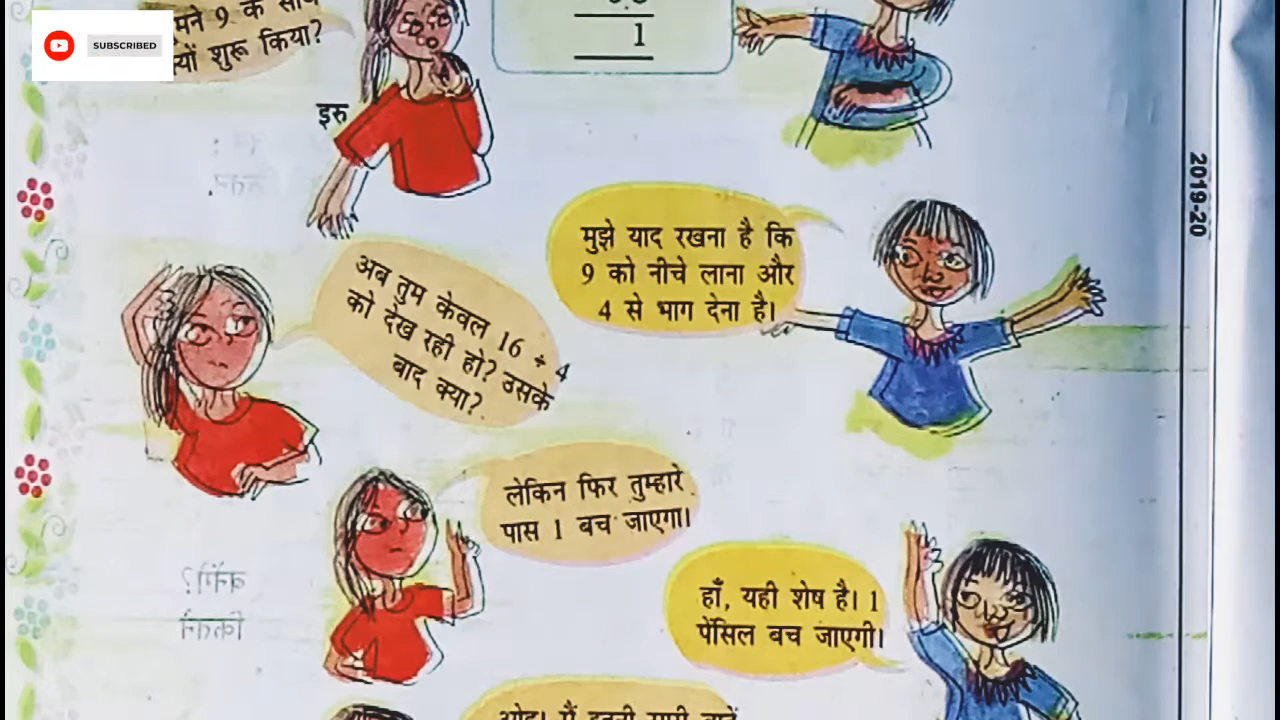 SUBSCRIBED
9 के साथ
शुरू किया?
1
इरु
2019-20
मुझे याद रखना है कि
9 को नीचे लाना और
4 से भाग देना है।
अब तुम केवल 16 ÷ 4
को देख रही हो? उसके
बाद क्या?
लेकिन फिर तुम्हारे
पास 1 बच जाएगा।
हाँ, यही शेष है। 1
पेंसिल बच जाएगी।